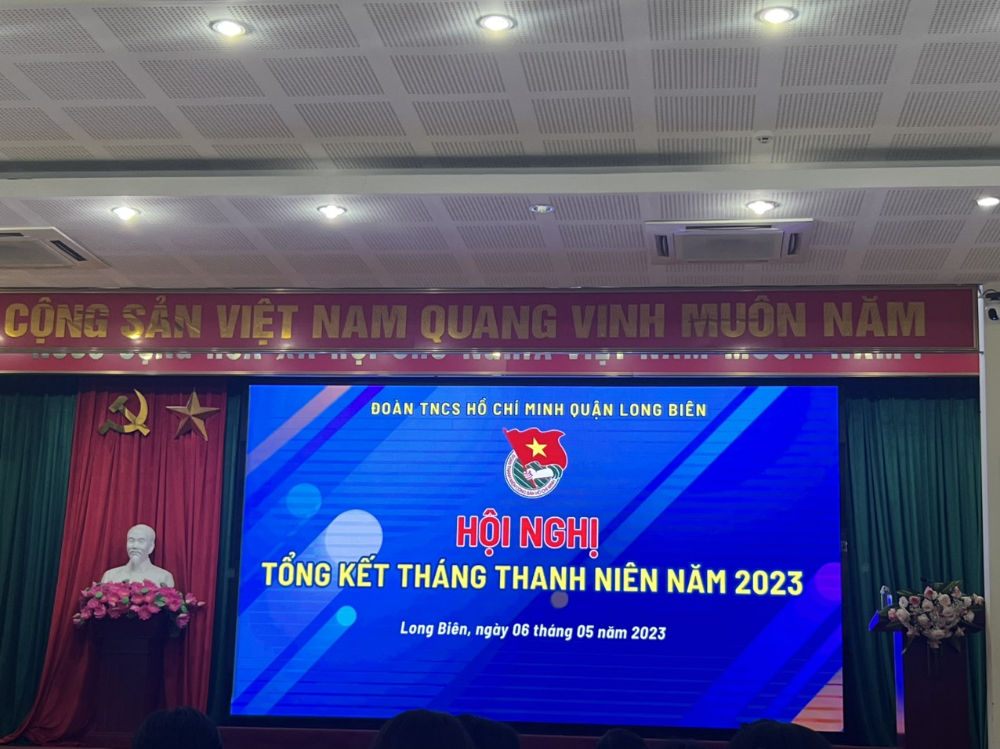 CỘNG SẢN VIỆT NAM QUANG VINH MUÔN NĂM
ĐOÀN TNCS HỒ CHÍ MINH QUẬN LONG BIÊN
HỘI NGHỊ
TỔNG KẾT THÁNG THANH NIÊN NĂM 2023
Long Biên, ngày 06 tháng 05 năm 2023